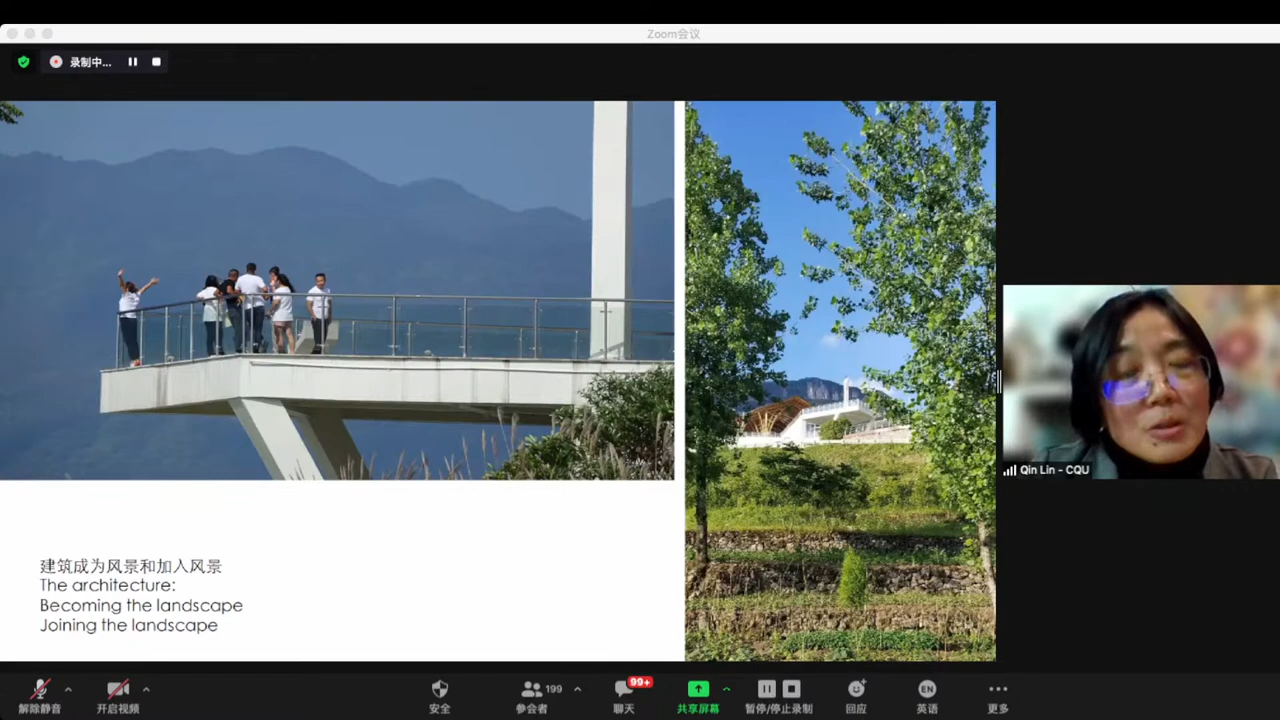 Zoom会议
录制中...
建筑成为风景和加入风景
The architecture:
Becoming the landscape
Joining the landscape
Qin Lin - CQU
199
99+
EN
解除静音
开启视频
安全
参会者
聊天
共享屏幕
暂停/停止录制
回应
英语
更多